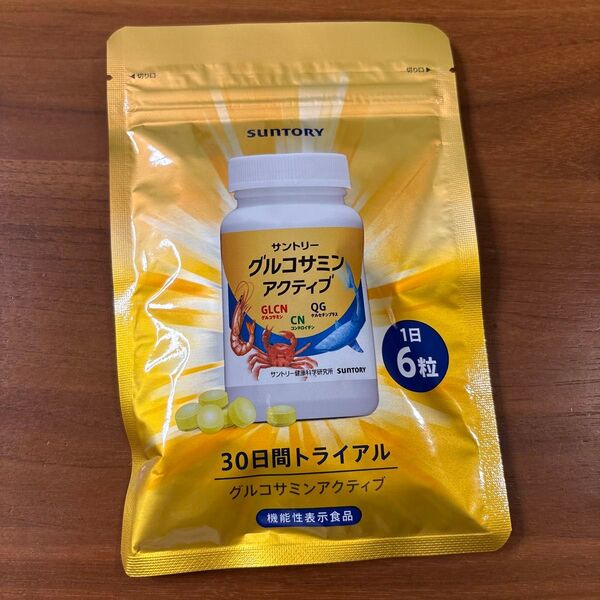 ◀切り口
切り口▶
SUNTORY
サントリー
グルコサミン
アクティブ
GLCN
グルコサミン
QG
ケルセチンプラス
CN
コンドロイチン
サントリー健康科学研究所 SUNTORY
1日
6粒
30日間トライアル
グルコサミンアクティブ
機能性表示食品